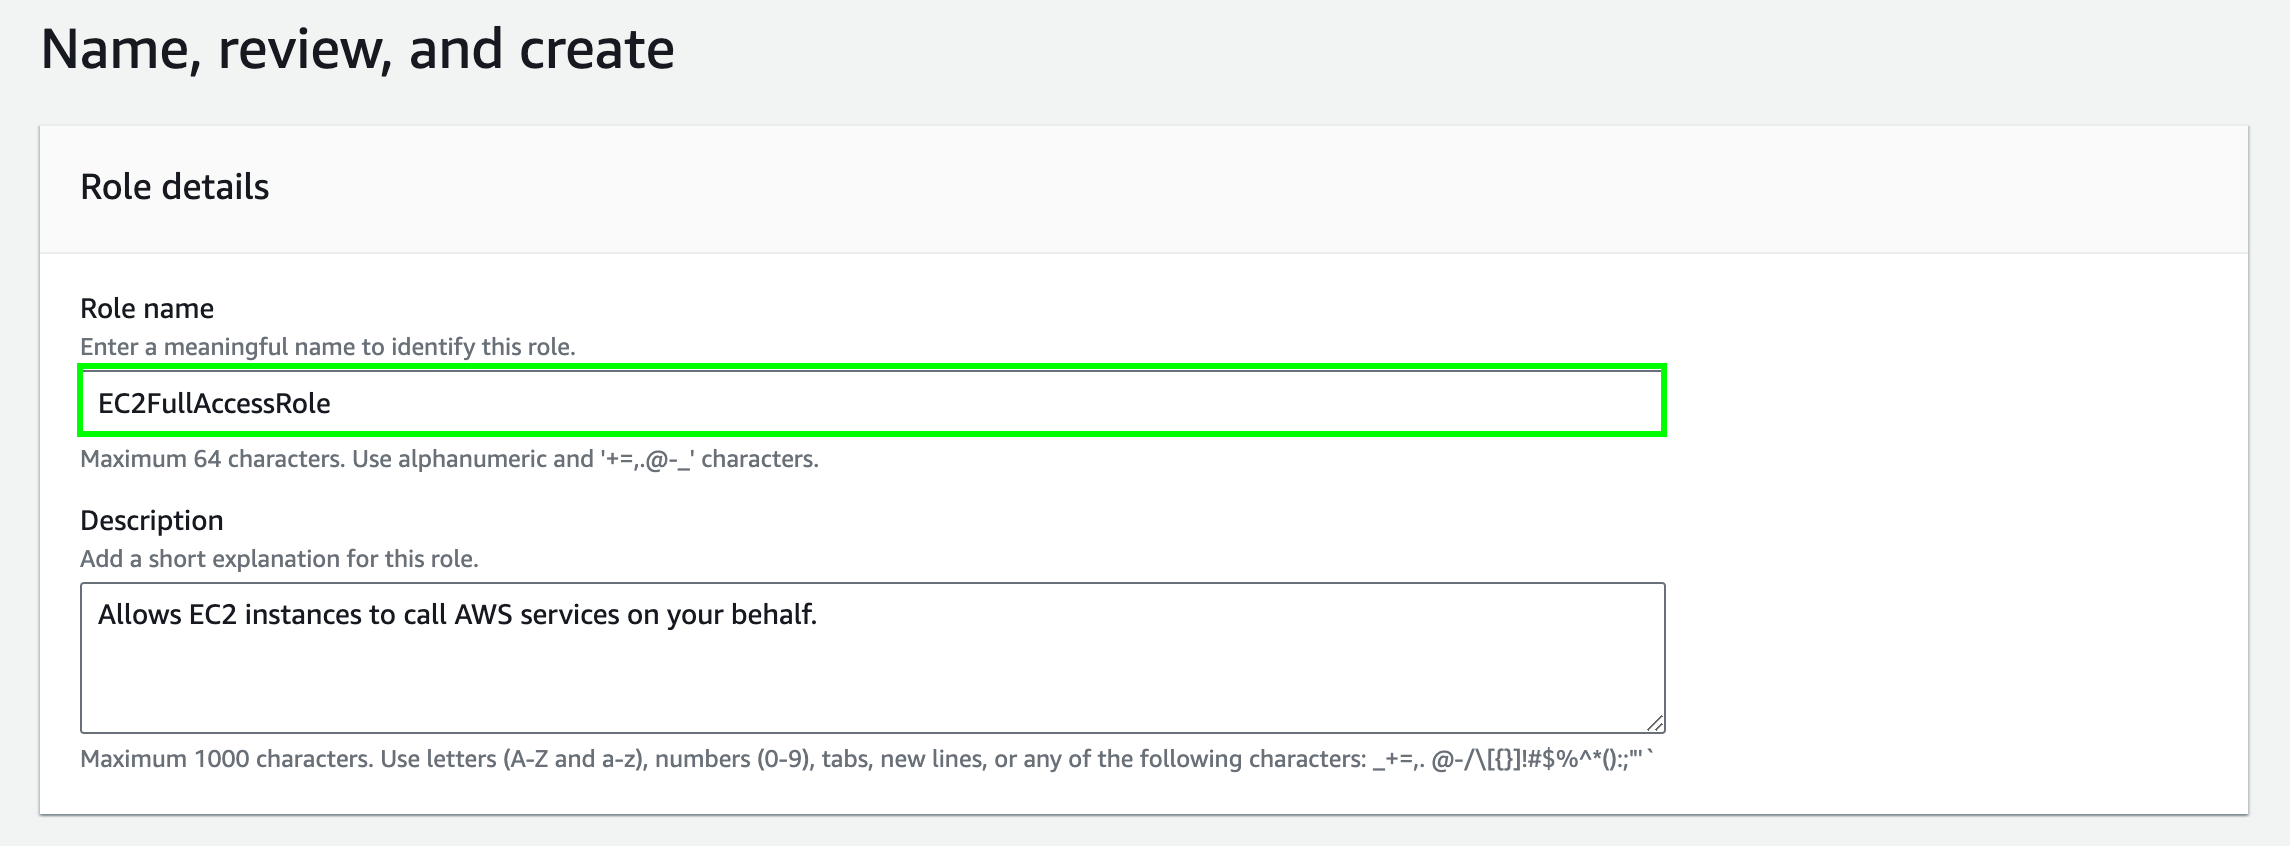 Name, review, and create
Role details
Role name
Enter a meaningful name to identify this role.
EC2FullAccessRole
Maximum 64 characters. Use alphanumeric and '+=,.@-_' characters.
Description
Add a short explanation for this role.
Allows EC2 instances to call AWS services on your behalf.
Maximum 1000 characters. Use letters (A-Z and a-z), numbers (0-9), tabs, new lines, or any of the following characters: _+=,. @-/\[{}]!#$%^*();:"'`